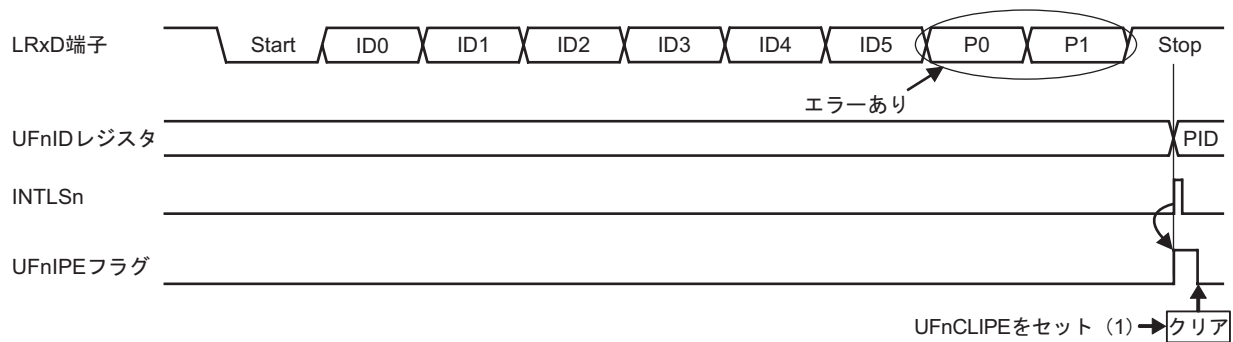 LRxD端子 Start ID0 ID1 ID2 ID3 ID4 ID5 P0 P1 Stop
エラーあり
UFnIDレジスタ PID
INTLSn
UFnIPEフラグ
UFnCLIPEをセット（1） クリア